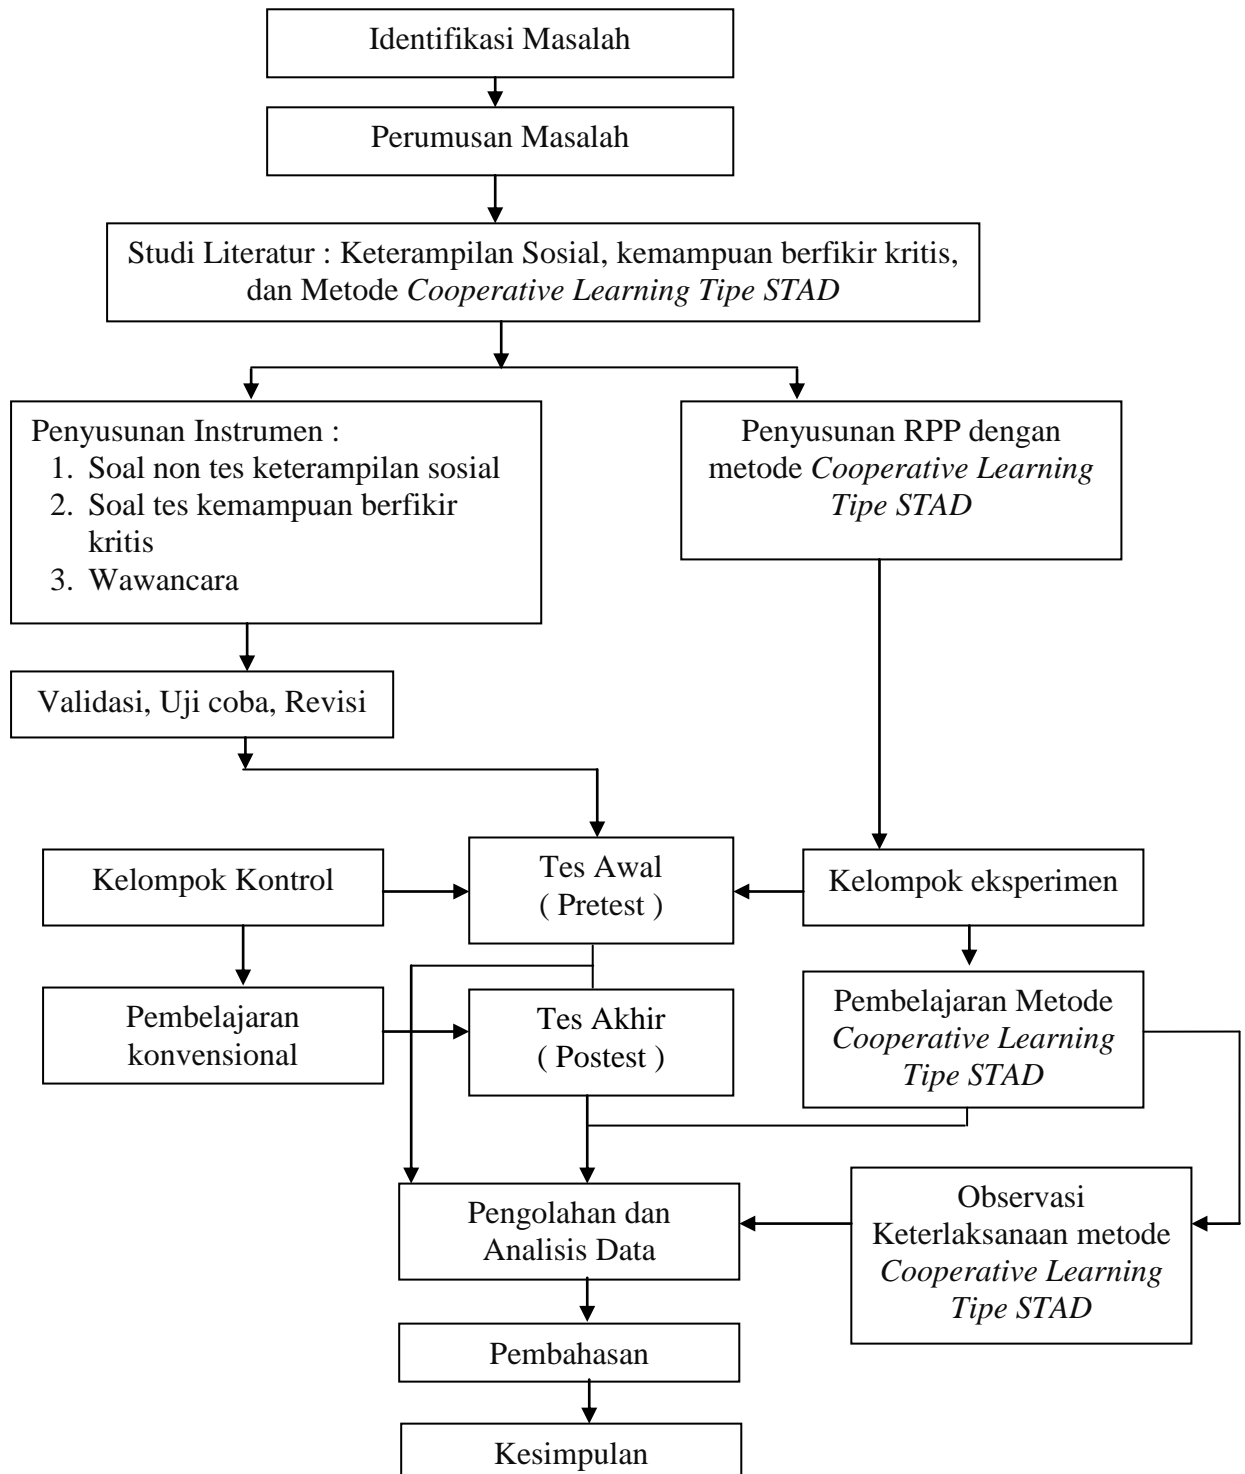 Identifikasi Masalah
Perumusan Masalah
Studi Literatur : Keterampilan Sosial, kemampuan berfikir kritis,
dan Metode Cooperative Learning Tipe STAD
Penyusunan Instrumen :
1. Soal non tes keterampilan sosial
2. Soal tes kemampuan berfikir
kritis
3. Wawancara
Penyusunan RPP dengan
metode Cooperative Learning
Tipe STAD
Validasi, Uji coba, Revisi
Kelompok Kontrol
Tes Awal
( Pretest )
Kelompok eksperimen
Pembelajaran
konvensional
Tes Akhir
( Postest )
Pembelajaran Metode
Cooperative Learning
Tipe STAD
Pengolahan dan
Analisis Data
Observasi
Keterlaksanaan metode
Cooperative Learning
Tipe STAD
Pembahasan
Kesimpulan